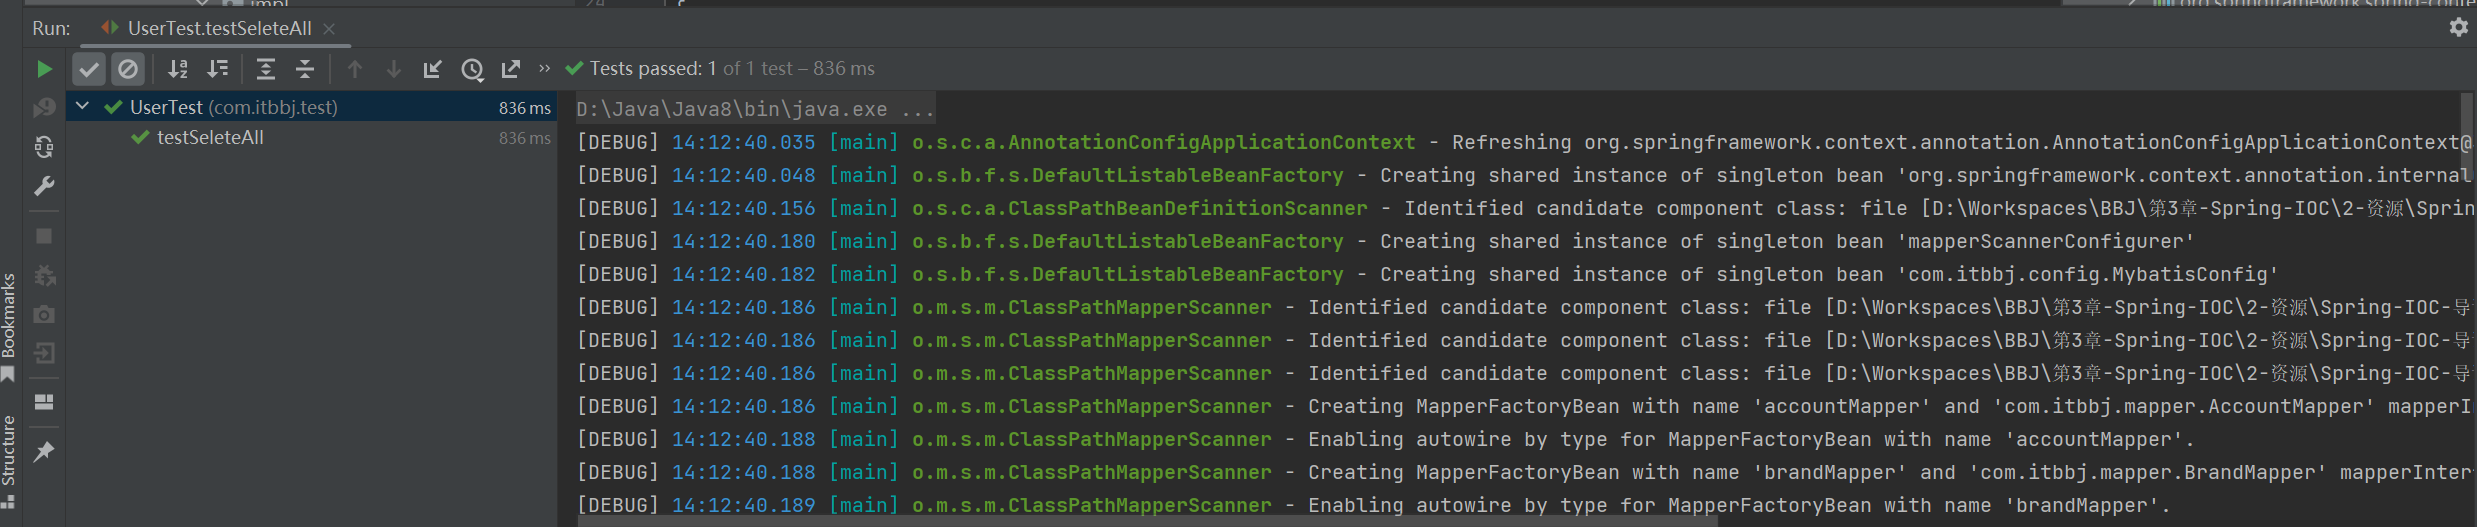 impl
24
Run: UserTest.testSeleteAll
Tests passed: 1 of 1 test – 836 ms
UserTest (com.itbbj.test) 836 ms
testSeleteAll 836 ms
D:\Java\Java8\bin\java.exe ...
[DEBUG] 14:12:40.035 [main] o.s.c.a.AnnotationConfigApplicationContext - Refreshing org.springframework.context.annotation.AnnotationConfigApplicationContext@
[DEBUG] 14:12:40.048 [main] o.s.b.f.s.DefaultListableBeanFactory - Creating shared instance of singleton bean 'org.springframework.context.annotation.internal
[DEBUG] 14:12:40.156 [main] o.s.c.a.ClassPathBeanDefinitionScanner - Identified candidate component class: file [D:\Workspaces\BBJ\第3章-Spring-IOC\2-资源\Sprin
[DEBUG] 14:12:40.180 [main] o.s.b.f.s.DefaultListableBeanFactory - Creating shared instance of singleton bean 'mapperScannerConfigurer'
[DEBUG] 14:12:40.182 [main] o.s.b.f.s.DefaultListableBeanFactory - Creating shared instance of singleton bean 'com.itbbj.config.MybatisConfig'
[DEBUG] 14:12:40.186 [main] o.m.s.m.ClassPathMapperScanner - Identified candidate component class: file [D:\Workspaces\BBJ\第3章-Spring-IOC\2-资源\Spring-IOC-导
[DEBUG] 14:12:40.186 [main] o.m.s.m.ClassPathMapperScanner - Identified candidate component class: file [D:\Workspaces\BBJ\第3章-Spring-IOC\2-资源\Spring-IOC-导
[DEBUG] 14:12:40.186 [main] o.m.s.m.ClassPathMapperScanner - Identified candidate component class: file [D:\Workspaces\BBJ\第3章-Spring-IOC\2-资源\Spring-IOC-导
[DEBUG] 14:12:40.186 [main] o.m.s.m.ClassPathMapperScanner - Creating MapperFactoryBean with name 'accountMapper' and 'com.itbbj.mapper.AccountMapper' mapperI
[DEBUG] 14:12:40.188 [main] o.m.s.m.ClassPathMapperScanner - Enabling autowire by type for MapperFactoryBean with name 'accountMapper'.
[DEBUG] 14:12:40.188 [main] o.m.s.m.ClassPathMapperScanner - Creating MapperFactoryBean with name 'brandMapper' and 'com.itbbj.mapper.BrandMapper' mapperInter
[DEBUG] 14:12:40.189 [main] o.m.s.m.ClassPathMapperScanner - Enabling autowire by type for MapperFactoryBean with name 'brandMapper'.
Bookmarks
Structure